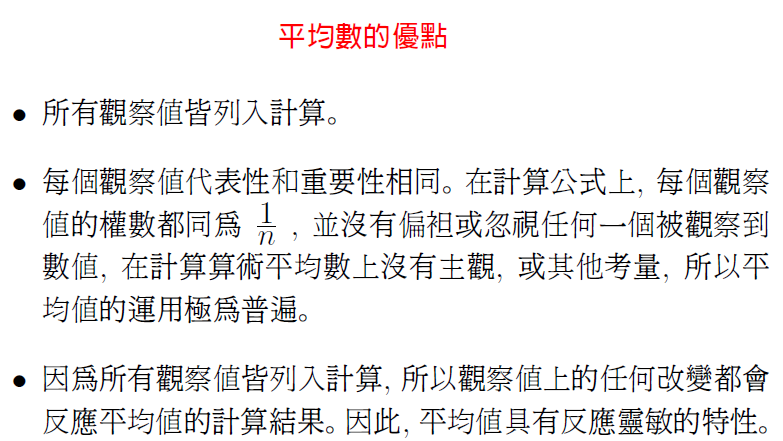 平均數的優點
• 所有觀察值皆列入計算。
• 每個觀察值代表性和重要性相同。在計算公式上, 每個觀察
值的權數都同為 1/n , 並沒有偏袒或忽視任何一個被觀察到
數值, 在計算算術平均數上沒有主觀, 或其他考量, 所以平
均值的運用極為普遍。
• 因為所有觀察值皆列入計算, 所以觀察值上的任何改變都會
反應平均值的計算結果。因此, 平均值具有反應靈敏的特性。